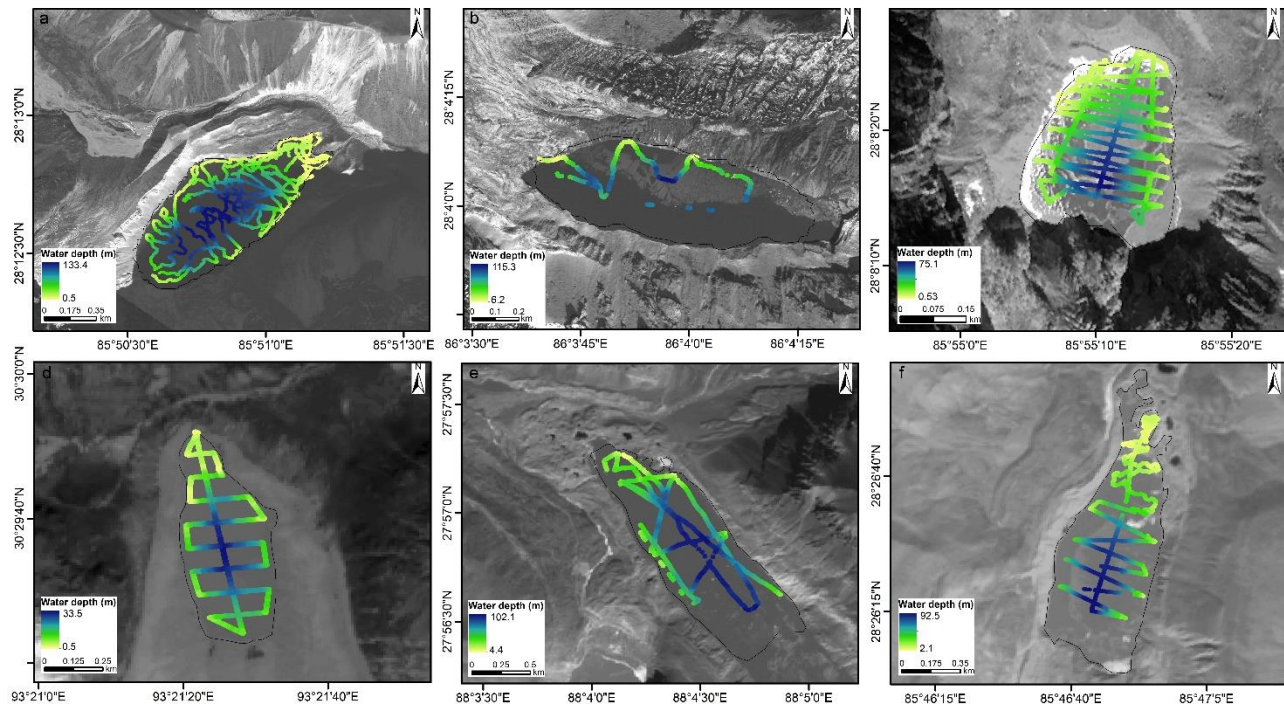 a
N
28°13'0"N
28°12'30"N
Water depth (m)
133.4
0.5
0 0.175 0.35
km
85°50'30"E 85°51'0"E 85°51'30"E
b
N
28°4'15"N
28°4'0"N
Water depth (m)
115.3
6.2
0 0.1 0.2
km
86°3'30"E 86°3'45"E 86°4'0"E 86°4'15"E
N
28°8'20"N
28°8'10"N
Water depth (m)
75.1
0.53
0 0.075 0.15
km
85°55'0"E 85°55'10"E 85°55'20"E
d
N
30°30'0"N
30°29'40"N
Water depth (m)
33.5
0.5
0 0.125 0.25
km
93°21'0"E 93°21'20"E 93°21'40"E
e
N
27°57'30"N
27°57'0"N
27°56'30"N
Water depth (m)
102.1
4.4
0 0.25 0.5
km
88°3'30"E 88°4'0"E 88°4'30"E 88°5'0"E
f
N
28°26'40"N
28°26'15"N
Water depth (m)
92.5
2.1
0 0.175 0.35
km
85°46'15"E 85°46'40"E 85°47'5"E